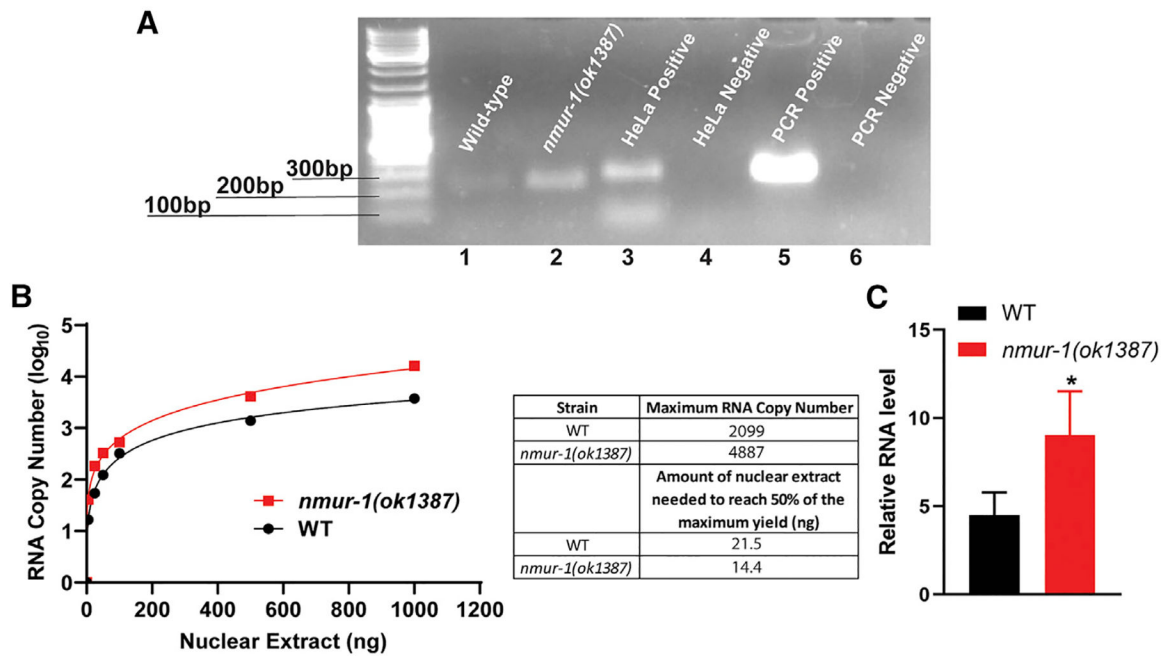 A
Wild-type
nmur-1(ok1387)
HeLa Positive
HeLa Negative
PCR Positive
PCR Negative
300bp
200bp
100bp
1 2 3 4 5 6
B
RNA Copy Number (log10)
5
4
3
2
1
0
nmur-1(ok1387)
WT
0 200 400 600 800 1000 1200
Nuclear Extract (ng)
Strain Maximum RNA Copy Number
WT 2099
nmur-1(ok1387) 4887
Amount of nuclear extract
needed to reach 50% of the
maximum yield (ng)
WT 21.5
nmur-1(ok1387) 14.4
C
WT
nmur-1(ok1387)
Relative RNA level
15
10
5
0
*